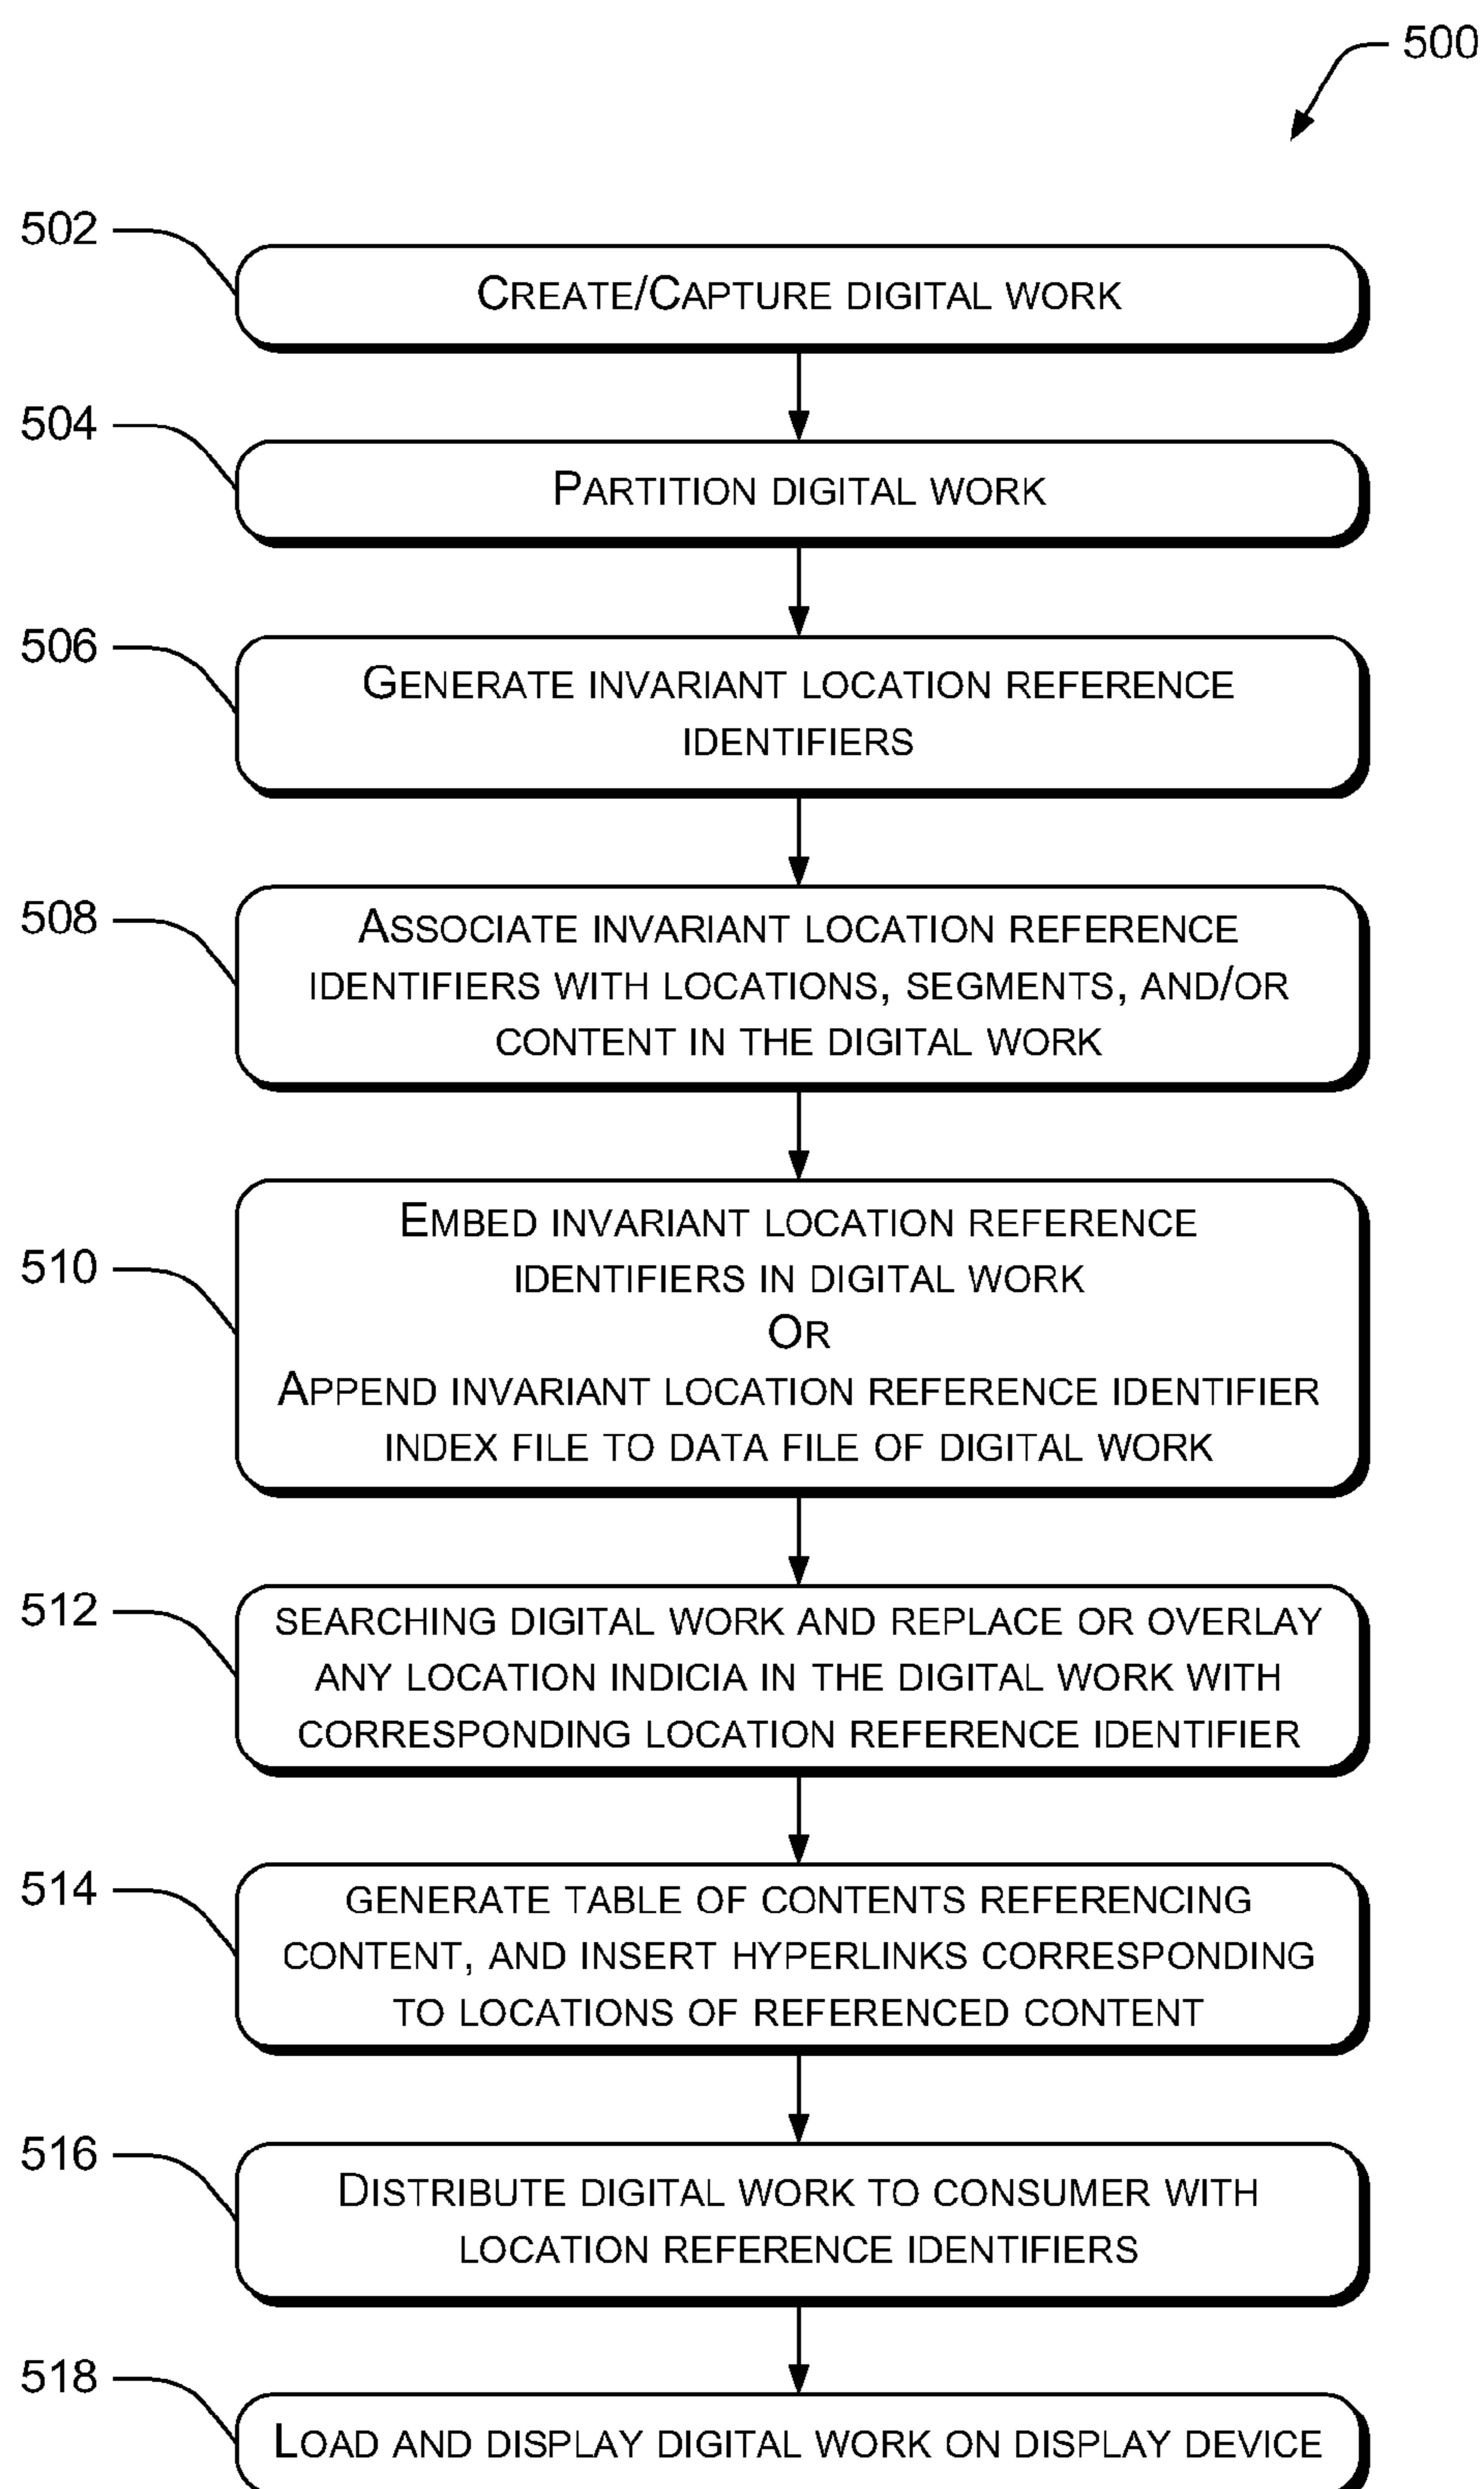 500
502
CREATE/CAPTURE DIGITAL WORK
504
PARTITION DIGITAL WORK
506
GENERATE INVARIANT LOCATION REFERENCE
IDENTIFIERS
508
ASSOCIATE INVARIANT LOCATION REFERENCE
IDENTIFIERS WITH LOCATIONS, SEGMENTS, AND/OR
CONTENT IN THE DIGITAL WORK
510
EMBED INVARIANT LOCATION REFERENCE
IDENTIFIERS IN DIGITAL WORK
OR
APPEND INVARIANT LOCATION REFERENCE IDENTIFIER
INDEX FILE TO DATA FILE OF DIGITAL WORK
512
SEARCHING DIGITAL WORK AND REPLACE OR OVERLAY
ANY LOCATION INDICIA IN THE DIGITAL WORK WITH
CORRESPONDING LOCATION REFERENCE IDENTIFIER
514
GENERATE TABLE OF CONTENTS REFERENCING
CONTENT, AND INSERT HYPERLINKS CORRESPONDING
TO LOCATIONS OF REFERENCED CONTENT
516
DISTRIBUTE DIGITAL WORK TO CONSUMER WITH
LOCATION REFERENCE IDENTIFIERS
518
LOAD AND DISPLAY DIGITAL WORK ON DISPLAY DEVICE